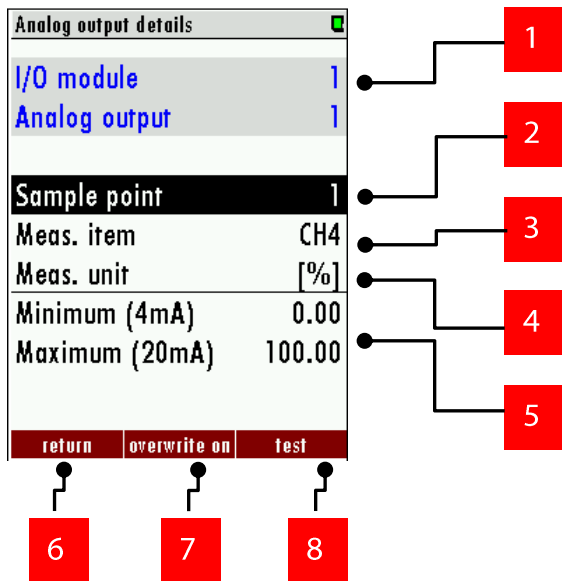 Analog output details
1
I/O module 1
Analog output 1
2
Sample point 1
Meas. item CH4
3
Meas. unit [%]
4
Minimum (4mA) 0.00
Maximum (20mA) 100.00
5
return overwrite on test
6 7 8